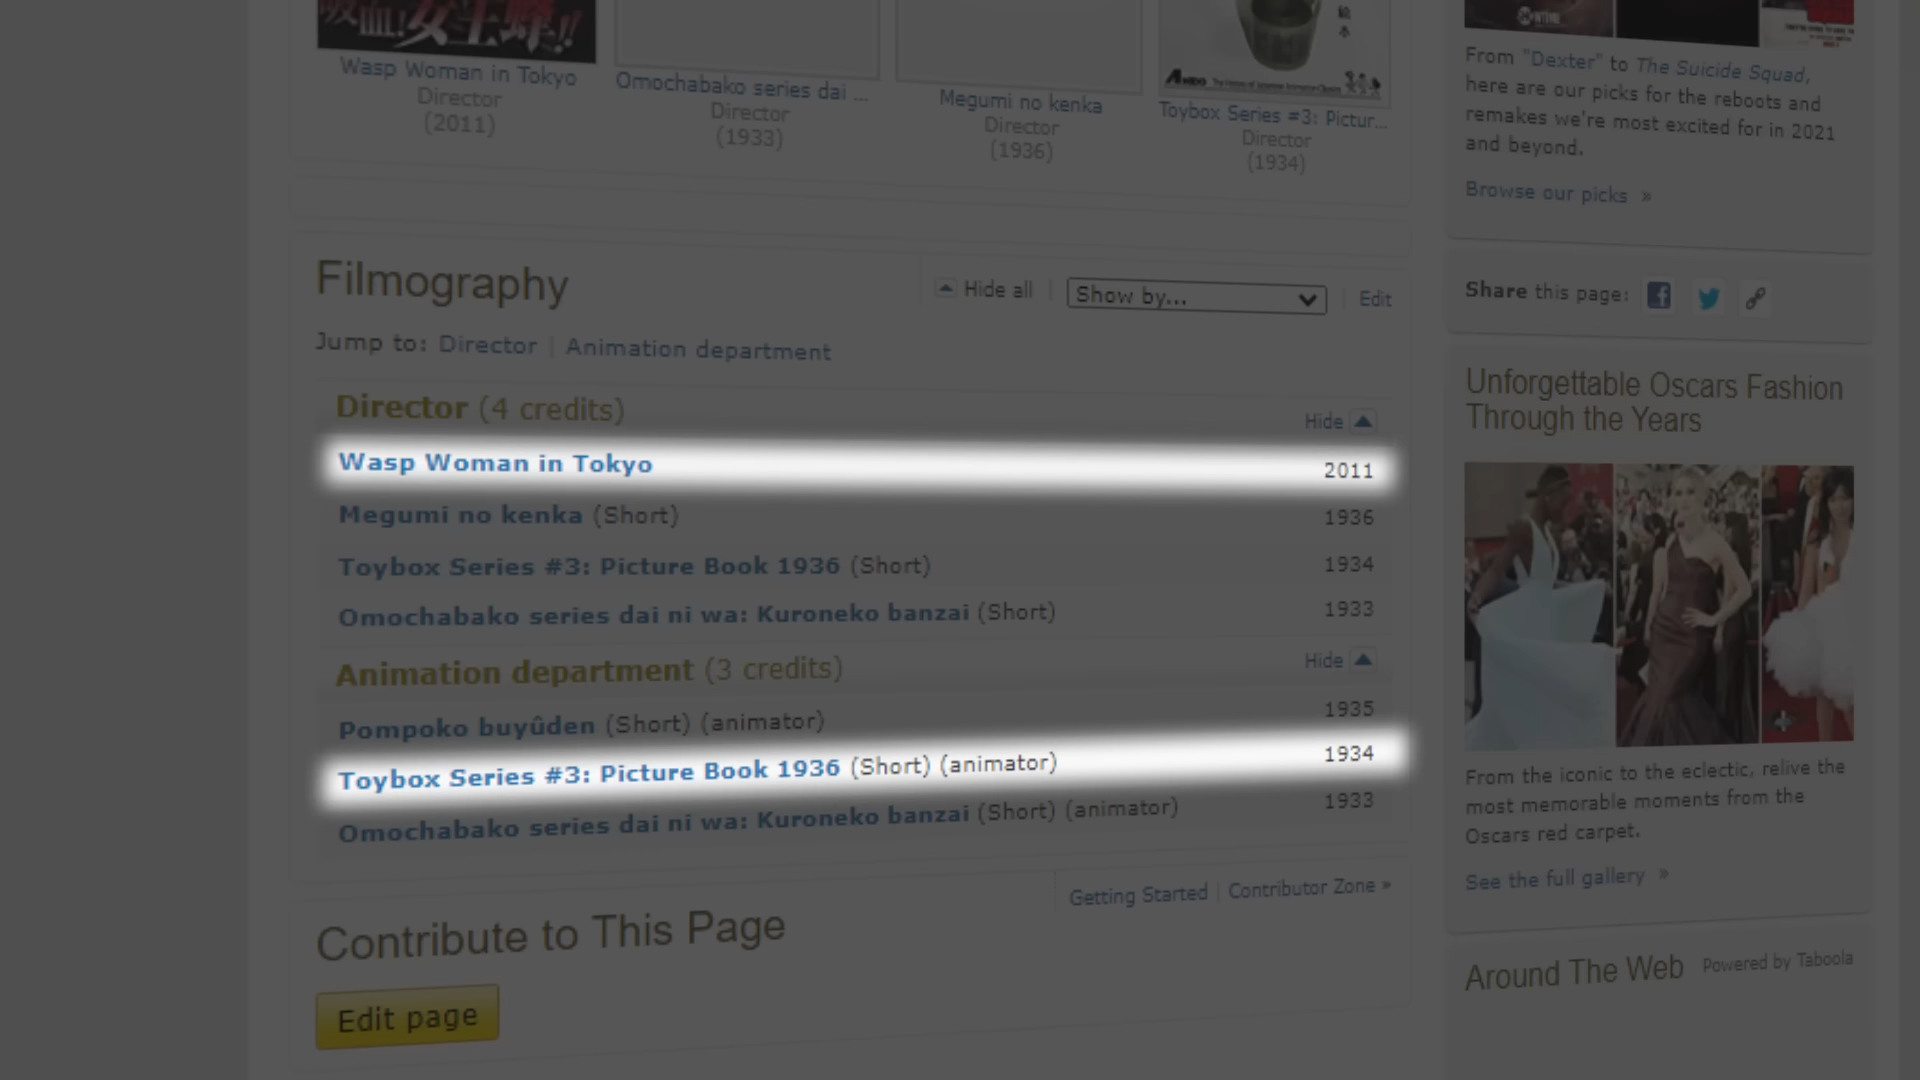 吸血!女王蜂!!
Wasp Woman in Tokyo
Director
(2011)
Omochabako series dai ...
Director
(1933)
Megumi no kenka
Director
(1936)
Toybox Series #3: Pictur...
Director
(1934)
SHOWTIME
From "Dexter" to The Suicide Squad,
here are our picks for the reboots and
remakes we're most excited for in 2021
and beyond.
Browse our picks »
Filmography
Hide all
Show by...
Edit
Jump to: Director | Animation department
Director (4 credits)
Hide
Wasp Woman in Tokyo 2011
Megumi no kenka (Short) 1936
Toybox Series #3: Picture Book 1936 (Short) 1934
Omochabako series dai ni wa: Kuroneko banzai (Short) 1933
Animation department (3 credits)
Hide
Pompoko buyûden (Short) (animator) 1935
Toybox Series #3: Picture Book 1936 (Short) (animator) 1934
Omochabako series dai ni wa: Kuroneko banzai (Short) (animator) 1933
Getting Started | Contributor Zone »
Contribute to This Page
Edit page
Share this page:
Unforgettable Oscars Fashion
Through the Years
From the iconic to the eclectic, relive the
most memorable moments from the
Oscars red carpet.
See the full gallery »
Around The Web
Powered by Taboola